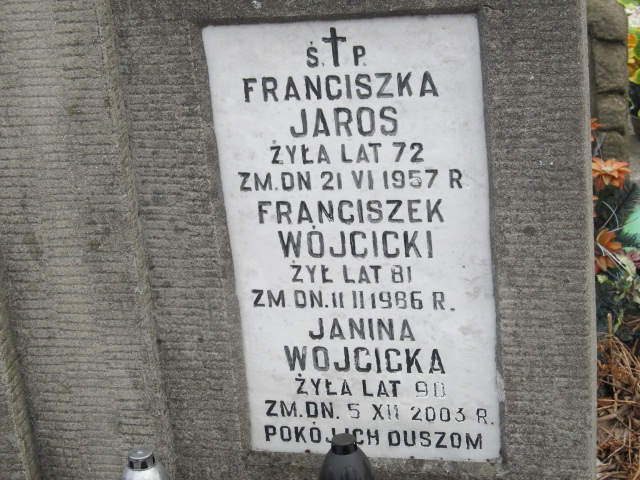 Ś. † P.
FRANCISZKA
JAROS
ŻYŁA LAT 72
ZM. DN 21 VI 1957 R
FRANCISZEK
WÓJCICKI
ŻYŁ LAT 81
ZM. DN. 11 II 1986 R.
JANINA
WÓJCICKA
ŻYŁA LAT 90
ZM. DN. 5 XII 2003 R.
POKÓJ ICH DUSZOM